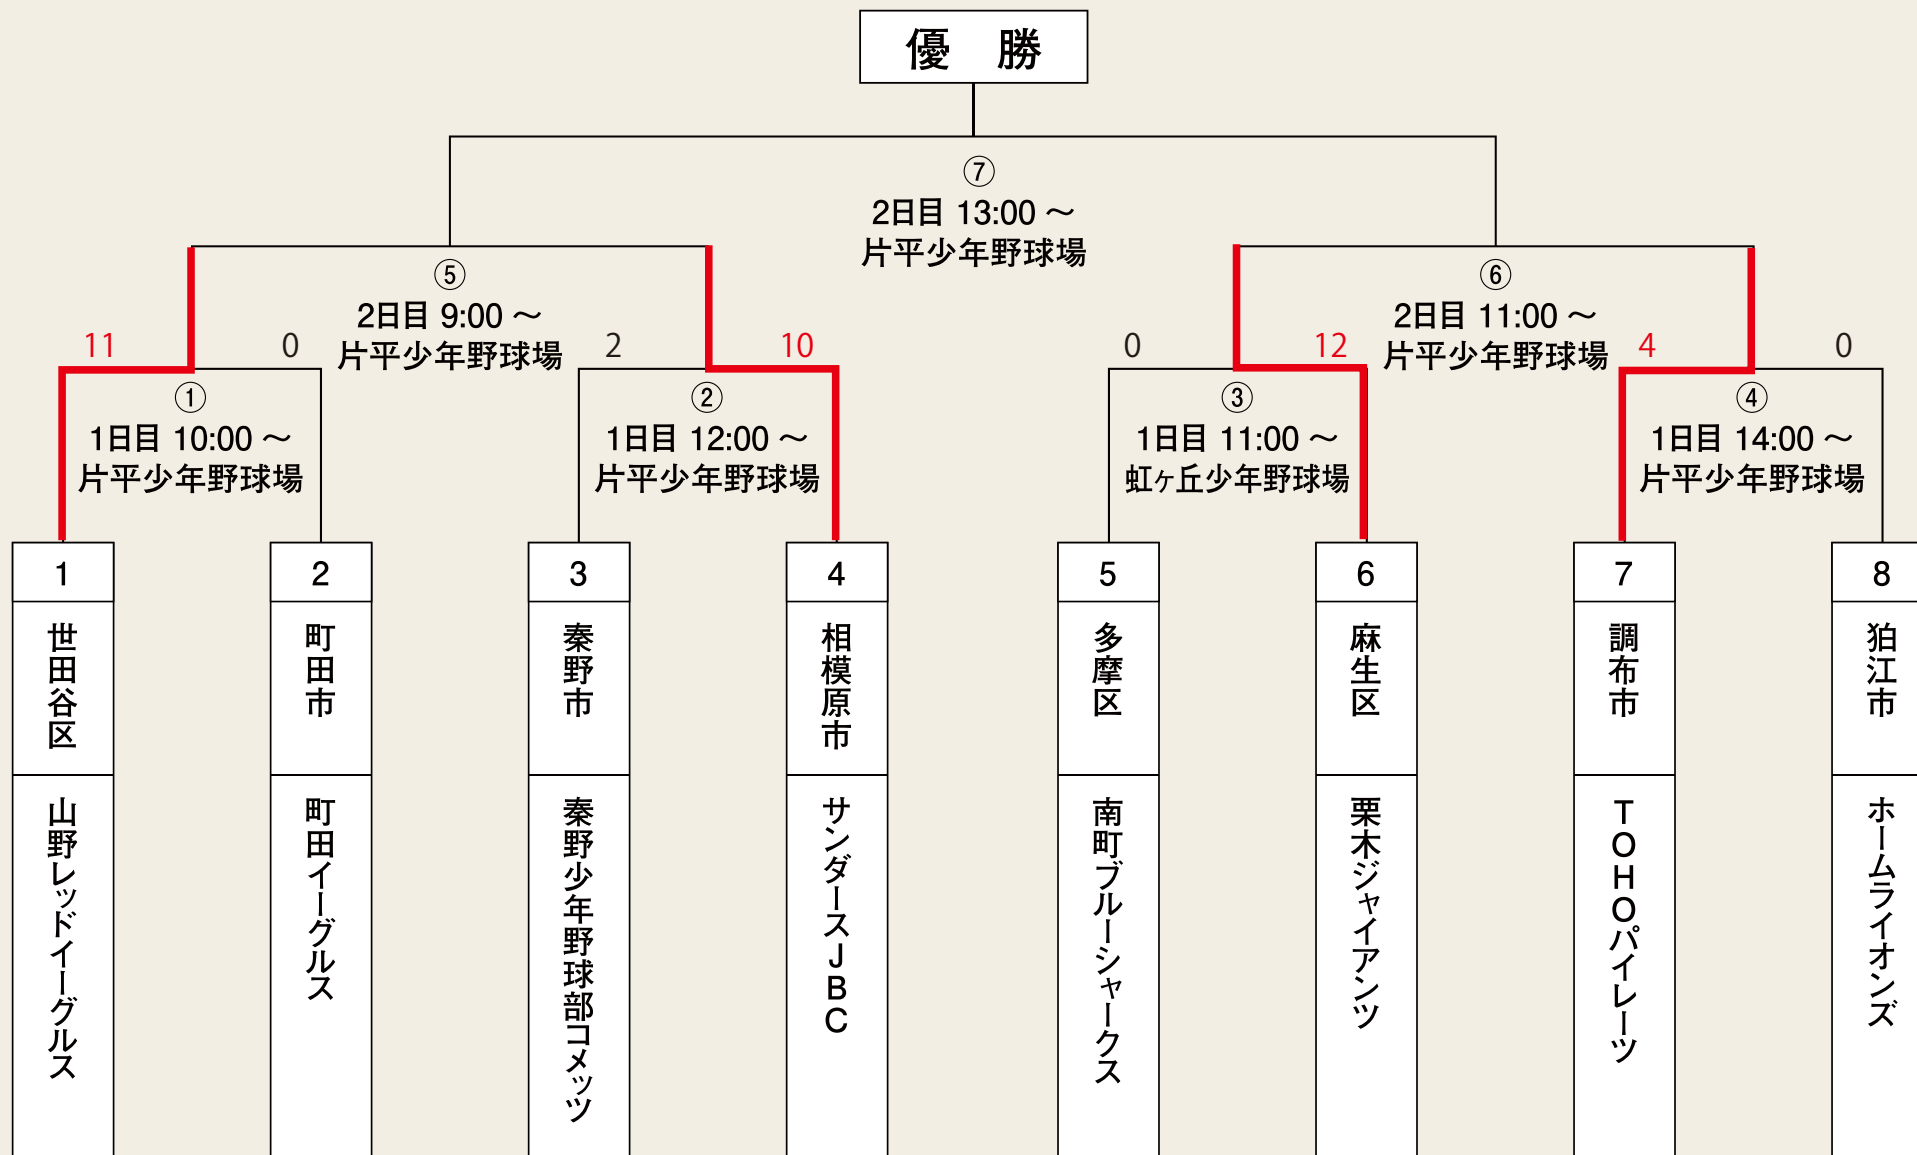 優 勝
⑦
2日目 13:00 ～
片平少年野球場
⑤
2日目 9:00 ～
片平少年野球場
⑥
2日目 11:00 ～
片平少年野球場
11
0
2
10
0
12
4
0
①
1日目 10:00 ～
片平少年野球場
②
1日目 12:00 ～
片平少年野球場
③
1日目 11:00 ～
虹ヶ丘少年野球場
④
1日目 14:00 ～
片平少年野球場
1
世田谷区
山野レッドイーグルス
2
町田市
町田イーグルス
3
秦野市
秦野少年野球部コメッツ
4
相模原市
サンダースJBC
5
多摩区
南町ブルーシャークス
6
麻生区
栗木ジャイアンツ
7
調布市
TOHOパイレーツ
8
狛江市
ホームライオンズ